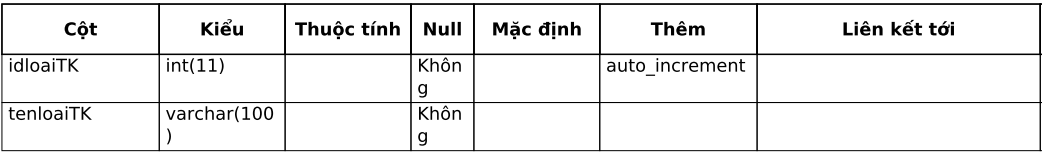 Cột Kiểu Thuộc tính Null Mặc định Thêm Liên kết tới
idloaiTK int(11) Khôn auto_increment
g
tenloaiTK varchar(100 Khôn
) g